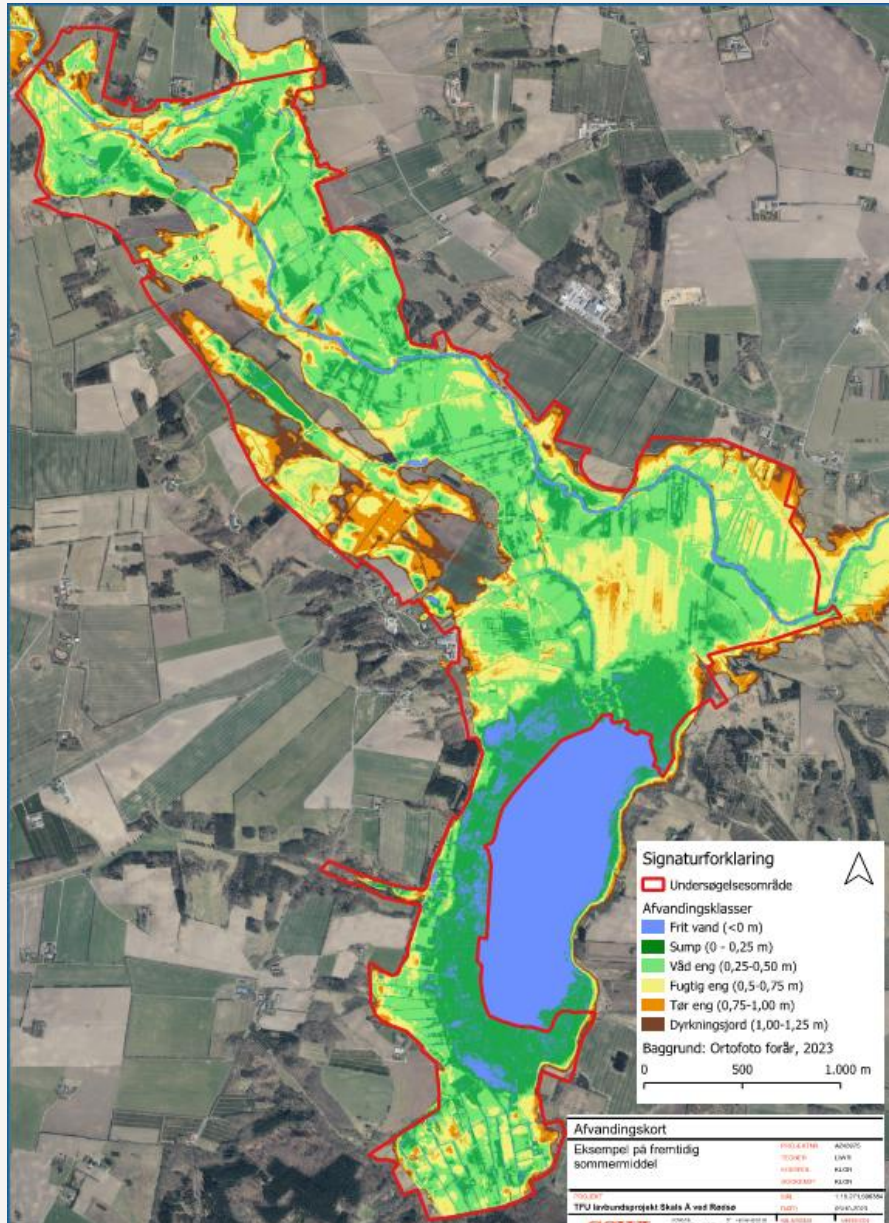 Signaturforklaring
Undersøgelsesområde
Afvandingsklasser
Frit vand (<0 m)
Sump (0 - 0,25 m)
Våd eng (0,25-0,50 m)
Fugtig eng (0,5-0,75 m)
Tør eng (0,75-1,00 m)
Dyrkningsjord (1,00-1,25 m)
Baggrund: Ortofoto forår, 2023
0 500 1.000 m
Afvandingskort
Eksempel på fremtidig
sommermiddel
PROJEKT
TFU lavbundsprojekt Skals Å ved Rødsø